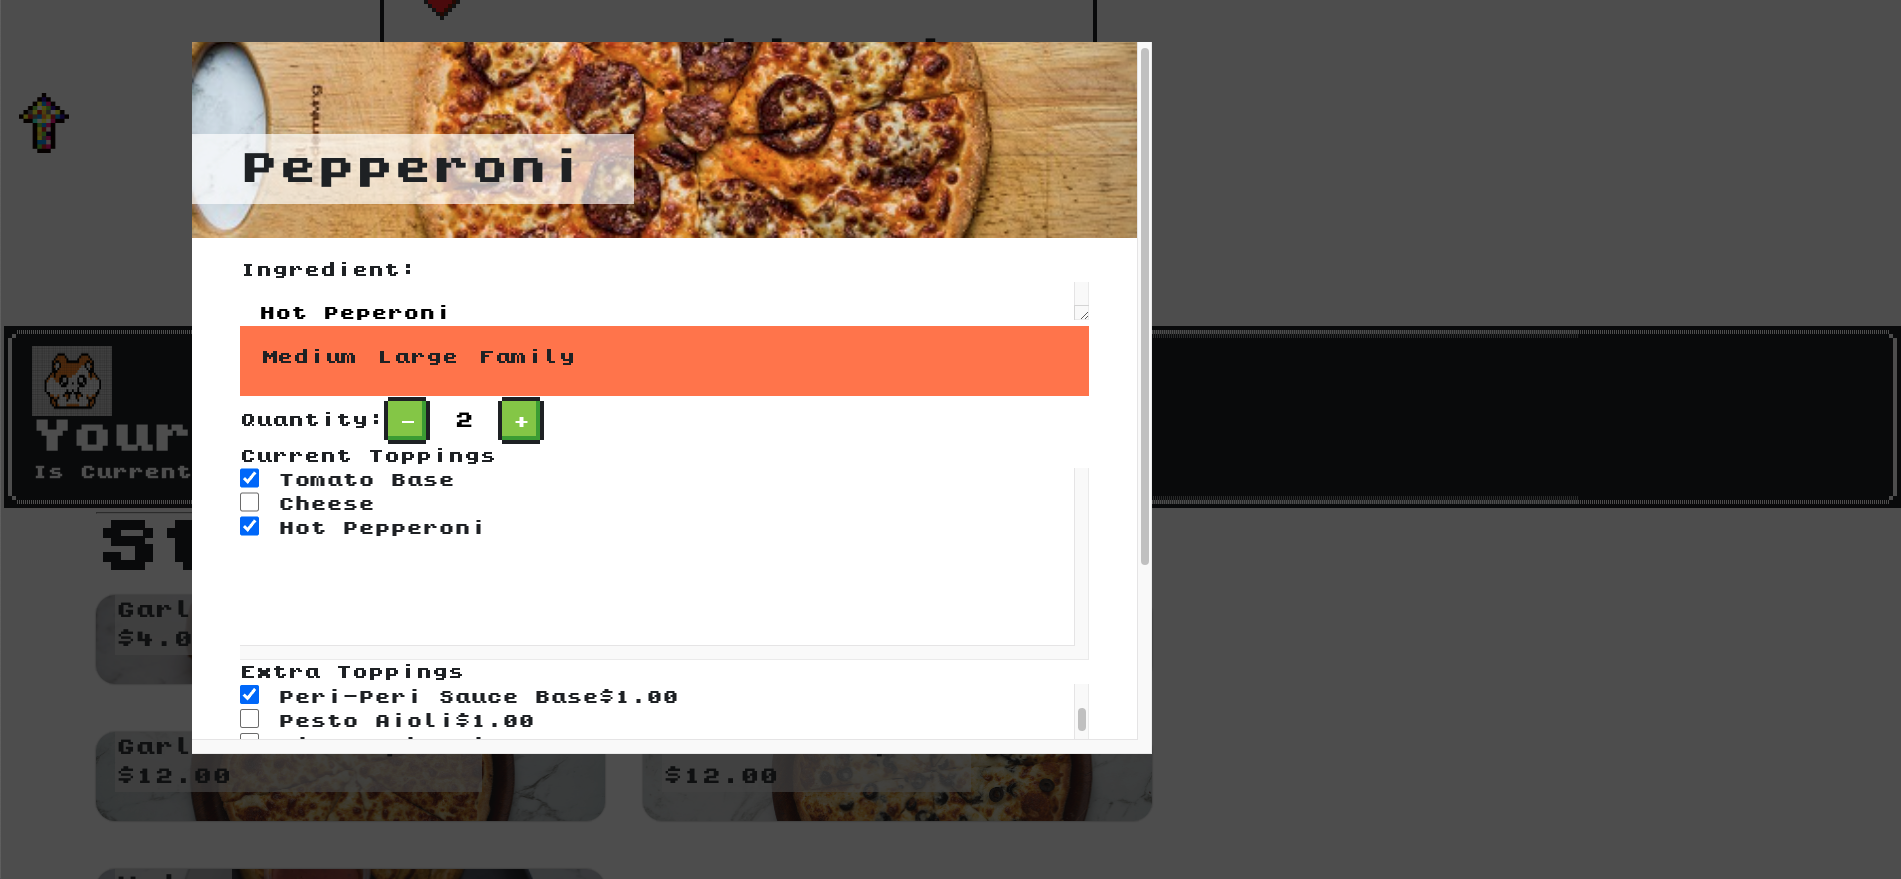 Pepperoni
Ingredient:
Hot Peperoni
Medium Large Family
Quantity: - 2 +
Your
Is Current
Current Toppings
Tomato Base
Cheese
Hot Pepperoni
St
Garl
$4.0
Extra Toppings
Peri-Peri Sauce Base$1.00
Pesto Aioli$1.00
Garl
$12.00
$12.00